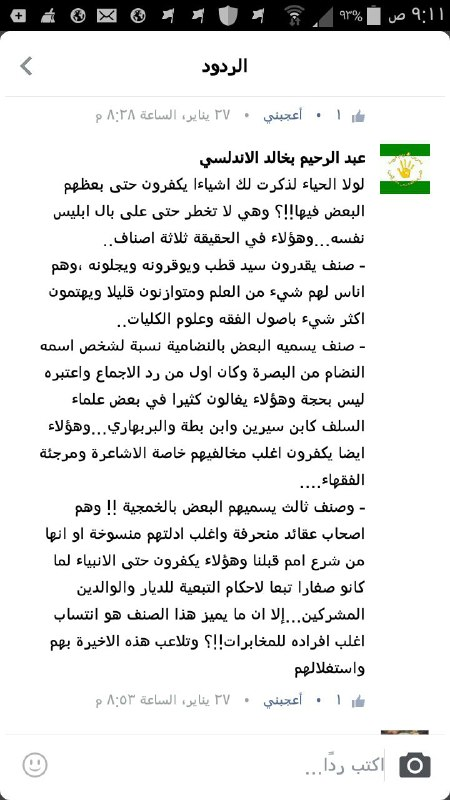 ٩:١١ ص
٩٣%
الردود
١ • أعجبني • ٢٧ يناير، الساعة ٨:٢٨ م
عبد الرحيم بخالد الاندلسي
لولا الحياء لذكرت لك اشياءا يكفرون حتى بعظهم
البعض فيها!!؟ وهي لا تخطر حتى على بال ابليس
نفسه...وهؤلاء في الحقيقة ثلاثة اصناف..
- صنف يقدرون سيد قطب ويوقرونه ويجلونه ،وهم
اناس لهم شيء من العلم ومتوازنون قليلا ويهتمون
اكثر شيء باصول الفقه وعلوم الكليات..
- صنف يسميه البعض بالنضامية نسبة لشخص اسمه
النضام من البصرة وكان اول من رد الاجماع واعتبره
ليس بحجة وهؤلاء يغالون كثيرا في بعض علماء
السلف كابن سيرين وابن بطة والبربهاري...وهؤلاء
ايضا يكفرون اغلب مخالفيهم خاصة الاشاعرة ومرجئة
الفقهاء....
- وصنف ثالث يسميهم البعض بالخمجية !! وهم
اصحاب عقائد منحرفة واغلب ادلتهم منسوخة او انها
من شرع امم قبلنا وهؤلاء يكفرون حتى الانبياء لما
كانو صغارا تبعا لاحكام التبعية للديار والوالدين
المشركين...إلا ان ما يميز هذا الصنف هو انتساب
اغلب افراده للمخابرات!!؟ وتلاعب هذه الاخيرة بهم
واستغلالهم
١ • أعجبني • ٢٧ يناير، الساعة ٨:٥٣ م
اكتب ردًا...